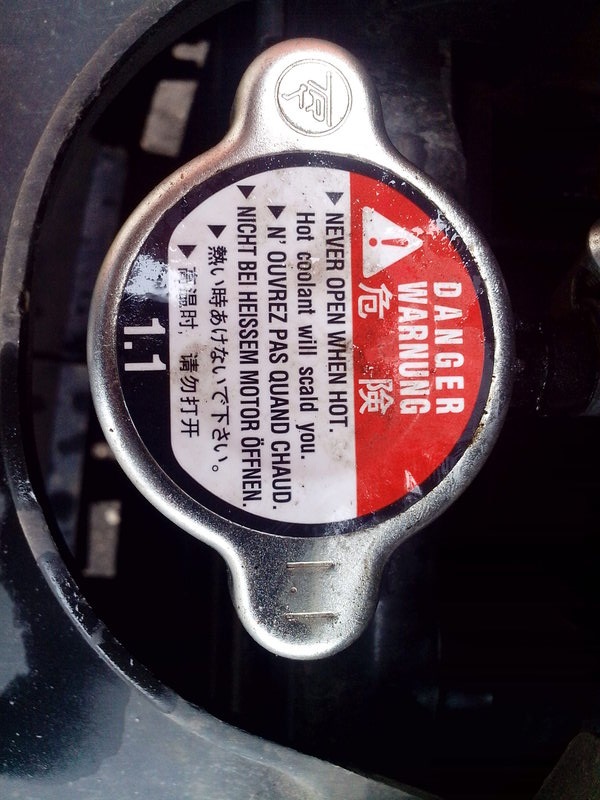 DANGER
WARNUNG
危険
NEVER OPEN WHEN HOT.
Hot coolant will scald you.
N' OUVREZ PAS QUAND CHAUD.
NICHT BEI HEISSEM MOTOR ÖFFNEN.
熱い時あけないで下さい。
高温时, 请勿打开
1.1
1.1